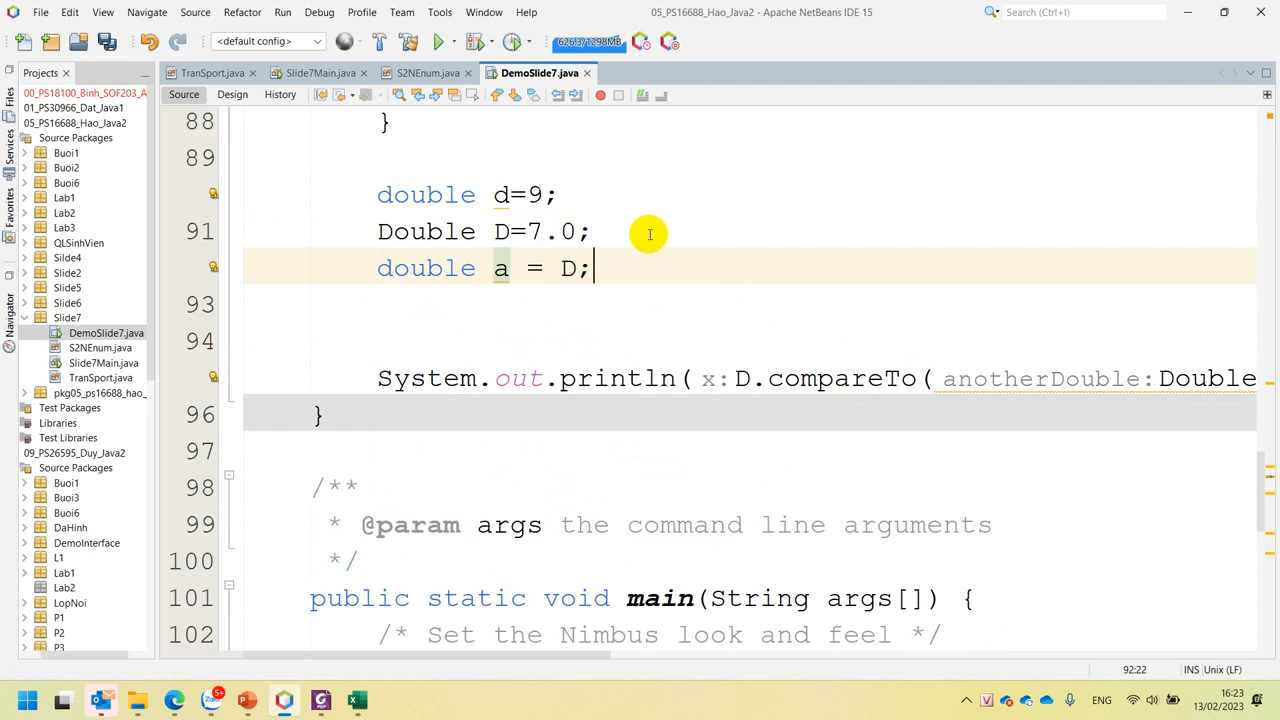 File Edit View Navigate Source Refactor Run Debug Profile Team Tools Window Help 05_PS16688_Hao_Java2 - Apache NetBeans IDE 15 Search (Ctrl+I)
<default config> 626.3/1298MB
Projects TranSport.java Slide7Main.java S2NEnum.java DemoSlide7.java
Source Design History
Files
Services
Favorites
Navigator
00_PS18100_Binh_SOF203_A
01_PS30966_Dat_Java1
05_PS16688_Hao_Java2
Source Packages
Buoi1
Buoi2
Buoi6
Lab1
Lab2
Lab3
QLSinhVien
Slide4
Slide2
Slide5
Slide6
Slide7
DemoSlide7.java
S2NEnum.java
Slide7Main.java
TranSport.java
pkg05_ps16688_hao_
Test Packages
Libraries
Test Libraries
09_PS26595_Duy_Java2
Source Packages
Buoi1
Buoi3
Buoi6
DaHinh
DemoInterface
L1
Lab1
Lab2
LopNoi
P1
P2
P3
88 }
89
double d=9;
91 Double D=7.0;
double a = D;
93
94
System.out.println( x: D.compareTo( anotherDouble: Double
96 }
97
98 /**
99 * @param args the command line arguments
100 */
101 public static void main(String args[]) {
102 /* Set the Nimbus look and feel */
92:22 INS Unix (LF)
Zalo 5+ ENG 16:23
13/02/2023